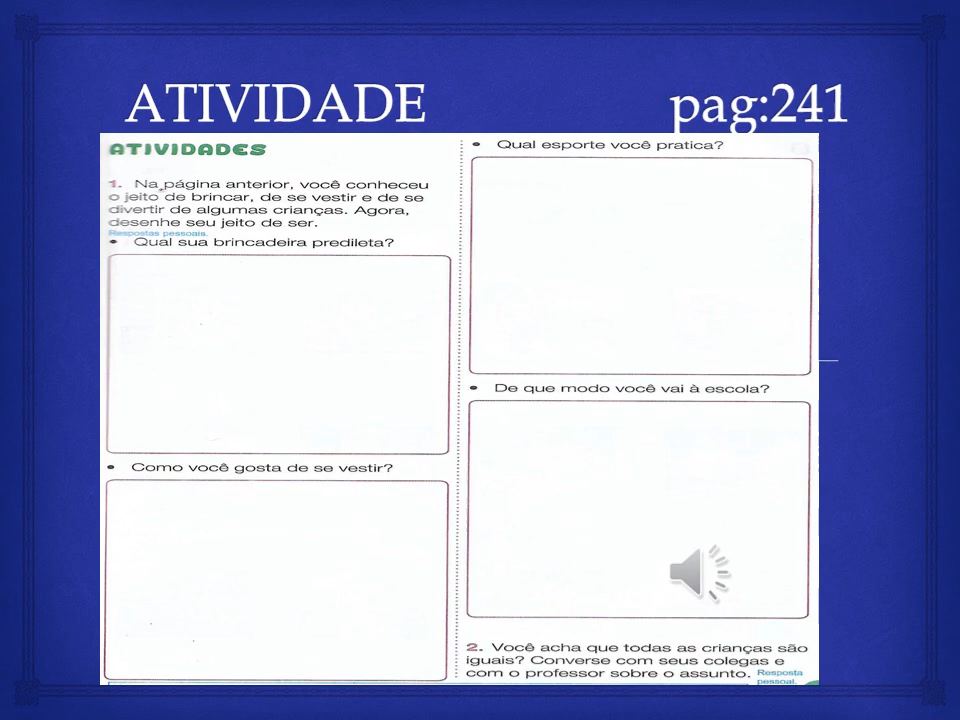 ATIVIDADE pag:241
ATIVIDADES
1. Na página anterior, você conheceu
o jeito de brincar, de se vestir e de se
divertir de algumas crianças. Agora,
desenhe seu jeito de ser.
Respostas pessoais.
• Qual sua brincadeira predileta?
• Como você gosta de se vestir?
• Qual esporte você pratica?
• De que modo você vai à escola?
2. Você acha que todas as crianças são
iguais? Converse com seus colegas e
com o professor sobre o assunto. Resposta
pessoal.